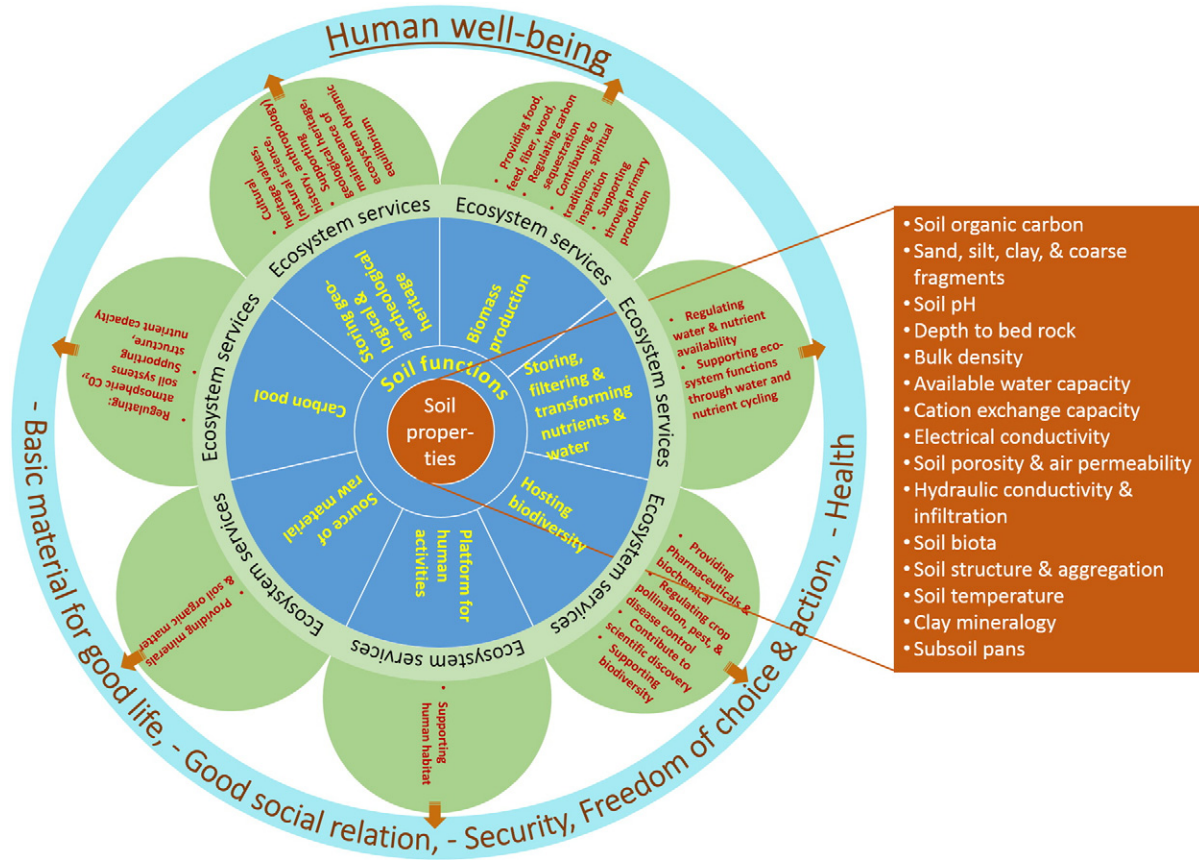 Human well-being
- Basic material for good life, - Good social relation, - Security, Freedom of choice & action, - Health
• Cultural
heritage values,
(natural science,
history, anthropology)
• Supporting
geological heritage,
maintenance of
ecosystem dynamic
equilibrium
• Providing food,
feed, fiber, wood,
• Regulating carbon
sequestration
• Contributing to
traditions, spiritual
inspiration
• Supporting
through primary
production
• Regulating
water & nutrient
availability
• Supporting eco-
system functions
through water and
nutrient cycling
• Providing
Pharmaceuticals &
biochemical
• Regulating crop
pollination, pest, &
disease control
• Contribute to
scientific discovery
• Supporting
biodiversity
• Supporting
human habitat
• Providing minerals
& soil organic matter
• Regulating:
atmospheric C0₂,
soil systems
• Supporting
structure,
nutrient capacity
Ecosystem services
Ecosystem services
Ecosystem services
Ecosystem services
Ecosystem services
Ecosystem services
Ecosystem services
Storing geo-
logical &
archeological
heritage
Biomass
production
Storing,
filtering &
transforming
nutrients &
water
Hosting
biodiversity
Platform for
human
activities
Source of
raw material
Carbon pool
Soil functions
Soil
proper-
ties
• Soil organic carbon
• Sand, silt, clay, & coarse
fragments
• Soil pH
• Depth to bed rock
• Bulk density
• Available water capacity
• Cation exchange capacity
• Electrical conductivity
• Soil porosity & air permeability
• Hydraulic conductivity &
infiltration
• Soil biota
• Soil structure & aggregation
• Soil temperature
• Clay mineralogy
• Subsoil pans